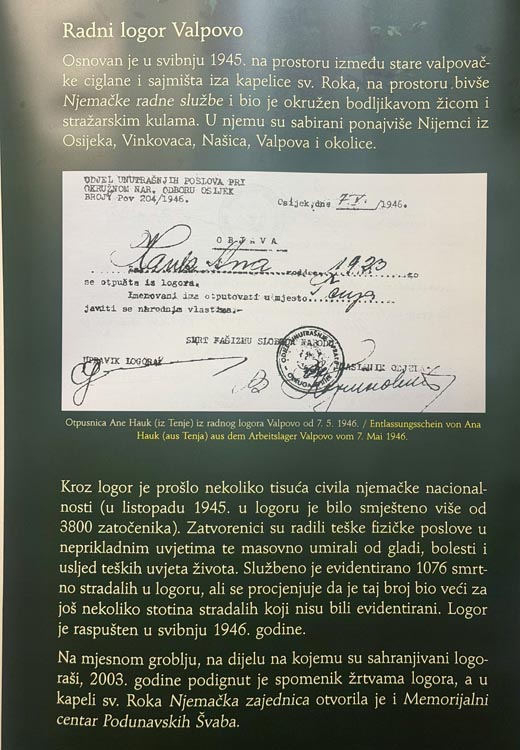 Radni logor Valpovo
Osnovan je u svibnju 1945. na prostoru između stare valpovač-
ke ciglane i sajmišta iza kapelice sv. Roka, na prostoru bivše
Njemačke radne službe i bio je okružen bodljikavom žicom i
stražarskim kulama. U njemu su sabirani ponajviše Nijemci iz
Osijeka, Vinkovaca, Našica, Valpova i okolice.
ODJEL UNUTRAŠNJIH POSLOVA PRI
OKRUŽNOM NAR. ODBORU OSIJEK
BROJ: Pov 204/1946.
Osijek, dne 7.V. /1946.
OBJAVA
Hauk Ana 1923
se otpušta iz logora.
Imenovani ima otputovati u mjesto Tenja
javiti se narodnim vlastima.-
SMRT FAŠIZMU SLOBODA NARODU
UPRAVIK LOGORA
Otpusnica Ane Hauk (iz Tenje) iz radnog logora Valpovo od 7. 5. 1946. / Entlassungsschein von Ana
Hauk (aus Tenja) aus dem Arbeitslager Valpovo vom 7. Mai 1946.
Kroz logor je prošlo nekoliko tisuća civila njemačke nacional-
nosti (u listopadu 1945. u logoru je bilo smješteno više od
3800 zatočenika). Zatvorenici su radili teške fizičke poslove u
neprikladnim uvjetima te masovno umirali od gladi, bolesti i
usljed teških uvjeta života. Službeno je evidentirano 1076 smrt-
no stradalih u logoru, ali se procjenjuje da je taj broj bio veći za
još nekoliko stotina stradalih koji nisu bili evidentirani. Logor
je raspušten u svibnju 1946. godine.
Na mjesnom groblju, na dijelu na kojemu su sahranjivani logo-
raši, 2003. godine podignut je spomenik žrtvama logora, a u
kapeli sv. Roka Njemačka zajednica otvorila je i Memorijalni
centar Podunavskih Švaba.